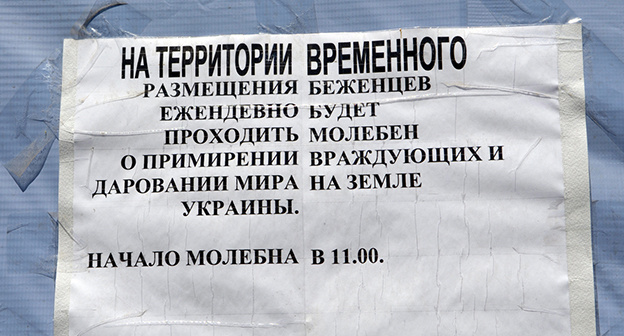 НА ТЕРРИТОРИИ ВРЕМЕННОГО
РАЗМЕЩЕНИЯ БЕЖЕНЦЕВ
ЕЖЕНДЕВНО БУДЕТ
ПРОХОДИТЬ МОЛЕБЕН
О ПРИМИРЕНИИ ВРАЖДУЮЩИХ И
ДАРОВАНИИ МИРА НА ЗЕМЛЕ
УКРАИНЫ.
НАЧАЛО МОЛЕБНА В 11.00.